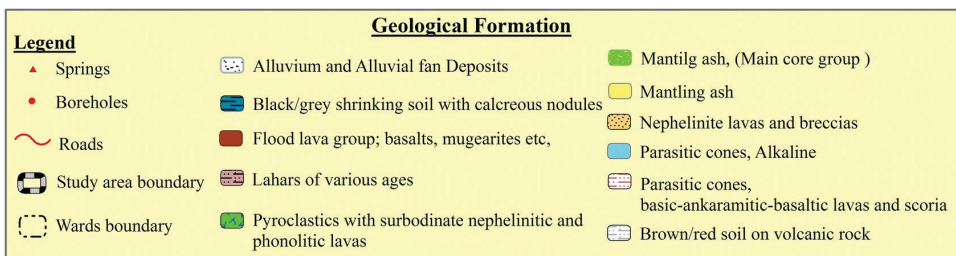 Geological Formation
Legend
Springs
Boreholes
Roads
Study area boundary
Wards boundary
Alluvium and Alluvial fan Deposits
Black/grey shrinking soil with calcreous nodules
Flood lava group; basalts, mugearites etc,
Lahars of various ages
Pyroclastics with surbodinate nephelinitic and
phonolitic lavas
Mantilg ash, (Main core group )
Mantling ash
Nephelinite lavas and breccias
Parasitic cones, Alkaline
Parasitic cones,
basic-ankaramitic-basaltic lavas and scoria
Brown/red soil on volcanic rock